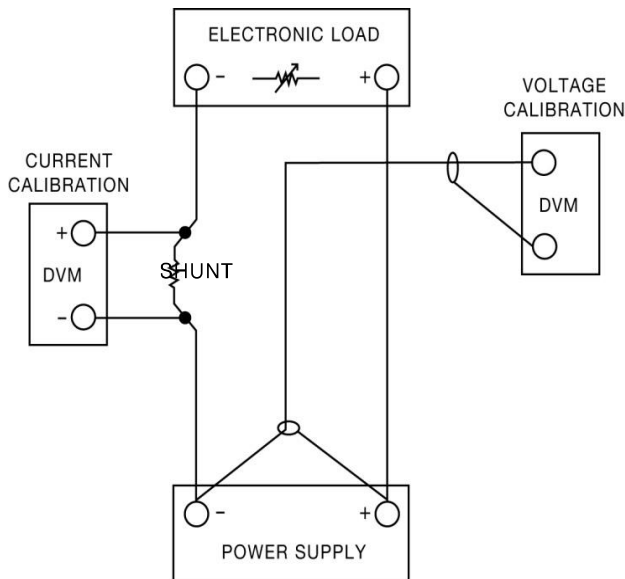 ELECTRONIC LOAD
- +
VOLTAGE
CALIBRATION
CURRENT
CALIBRATION
+
DVM
-
SHUNT
DVM
- +
POWER SUPPLY